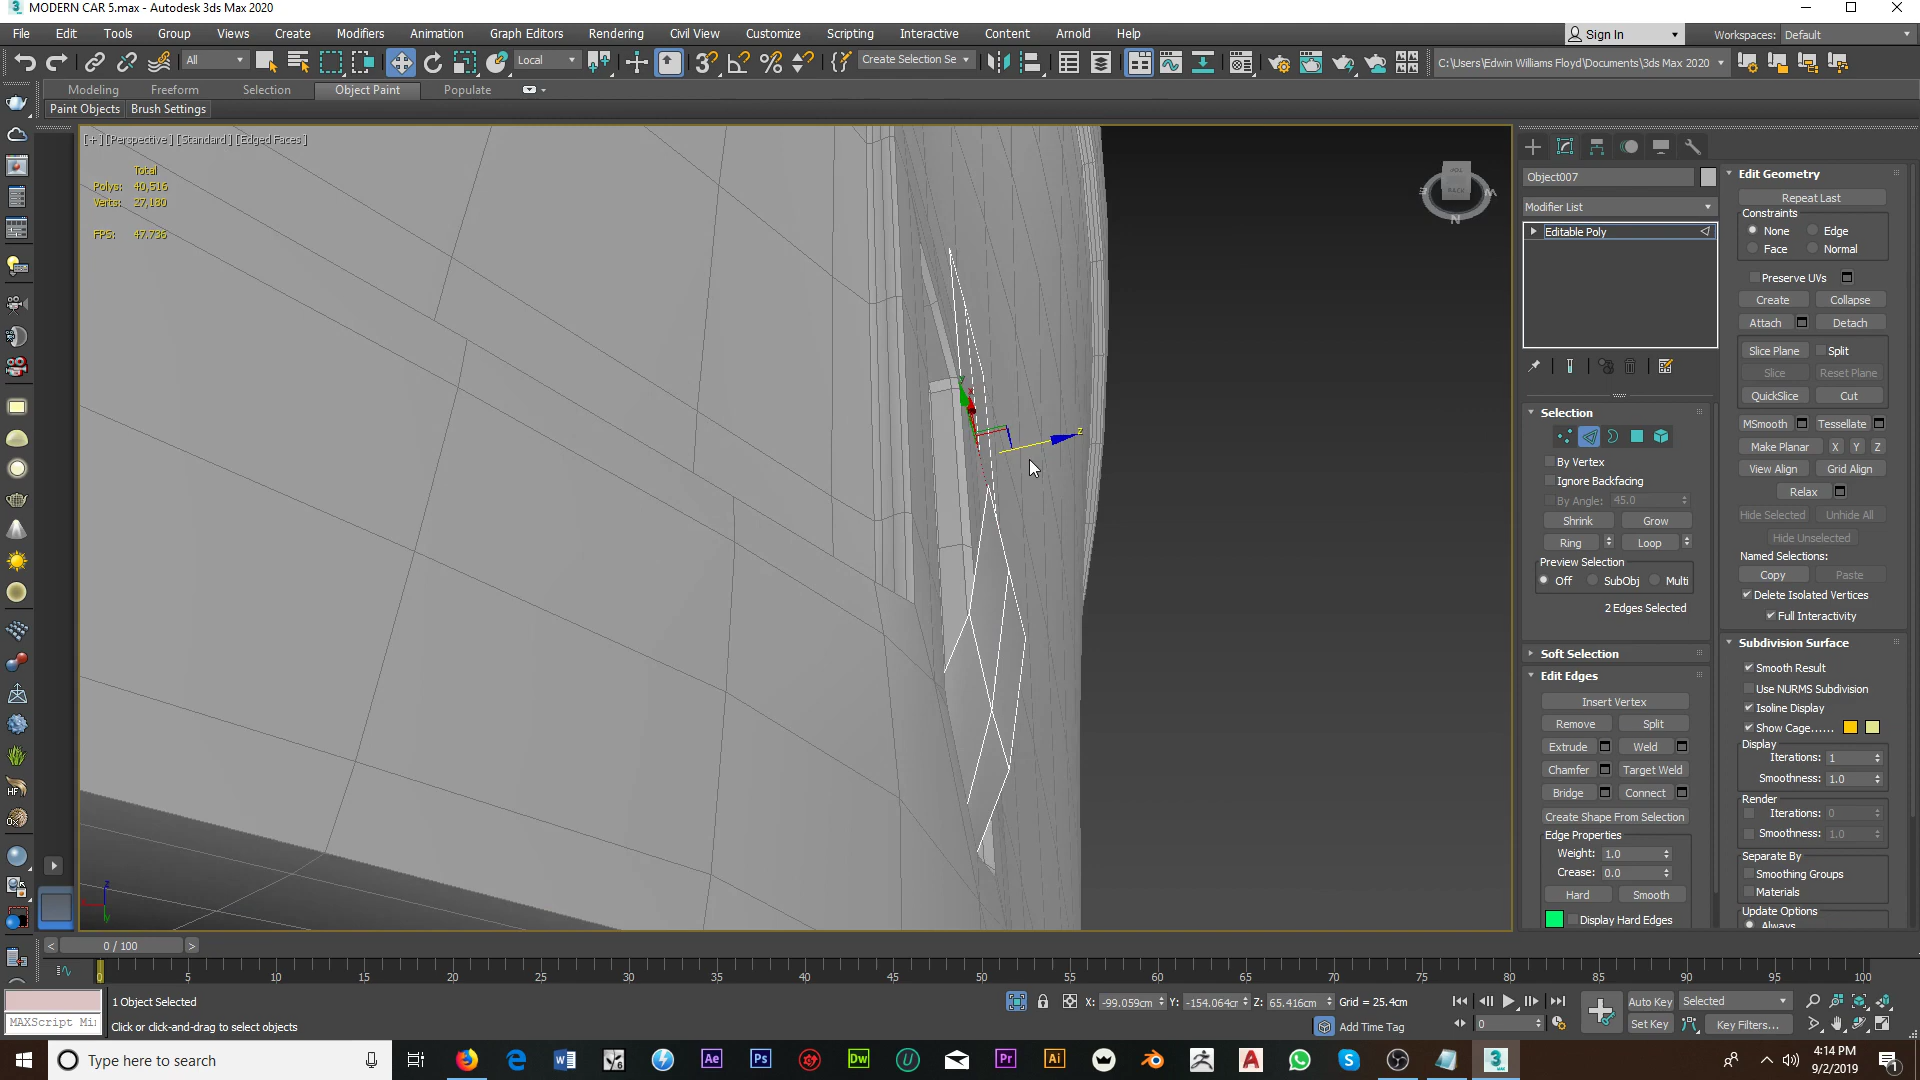 MODERN CAR 5.max - Autodesk 3ds Max 2020
File Edit Tools Group Views Create Modifiers Animation Graph Editors Rendering Civil View Customize Scripting Interactive Content Arnold Help
Sign In Workspaces: Default
All Local Create Selection Se C:\Users\Edwin Williams Floyd\Documents\3ds Max 2020
Modeling Freeform Selection Object Paint Populate
Paint Objects Brush Settings
[+] [Perspective] [Standard] [Edged Faces]
Total
Polys: 40,516
Verts: 27,180
FPS: 47.736
BACK
W
N
z
y
x
Object007
Modifier List
Editable Poly
Selection
By Vertex
Ignore Backfacing
By Angle: 45.0
Shrink Grow
Ring Loop
Preview Selection
Off SubObj Multi
2 Edges Selected
Soft Selection
Edit Edges
Insert Vertex
Remove Split
Extrude Weld
Chamfer Target Weld
Bridge Connect
Create Shape From Selection
Edge Properties
Weight: 1.0
Crease: 0.0
Hard Smooth
Display Hard Edges
Edit Geometry
Repeat Last
Constraints
None Edge
Face Normal
Preserve UVs
Create Collapse
Attach Detach
Slice Plane Split
Slice Reset Plane
QuickSlice Cut
MSmooth Tessellate
Make Planar X Y Z
View Align Grid Align
Relax
Hide Selected Unhide All
Hide Unselected
Named Selections:
Copy Paste
Delete Isolated Vertices
Full Interactivity
Subdivision Surface
Smooth Result
Use NURMS Subdivision
Isoline Display
Show Cage......
Display
Iterations: 1
Smoothness: 1.0
Render
Iterations: 0
Smoothness: 1.0
Separate By
Smoothing Groups
Materials
Update Options
Always
HF
z
y
0 / 100
0 5 10 15 20 25 30 35 40 45 50 55 60 65 70 75 80 85 90 95 100
1 Object Selected
X: -99.059cm Y: -154.064cm Z: 65.416cm Grid = 25.4cm
Auto Key Selected
MAXScript Mi
Click or click-and-drag to select objects
Add Time Tag
0
Set Key Key Filters...
Type here to search
Ae Ps Dw Pr Ai
4:14 PM
9/2/2019
1